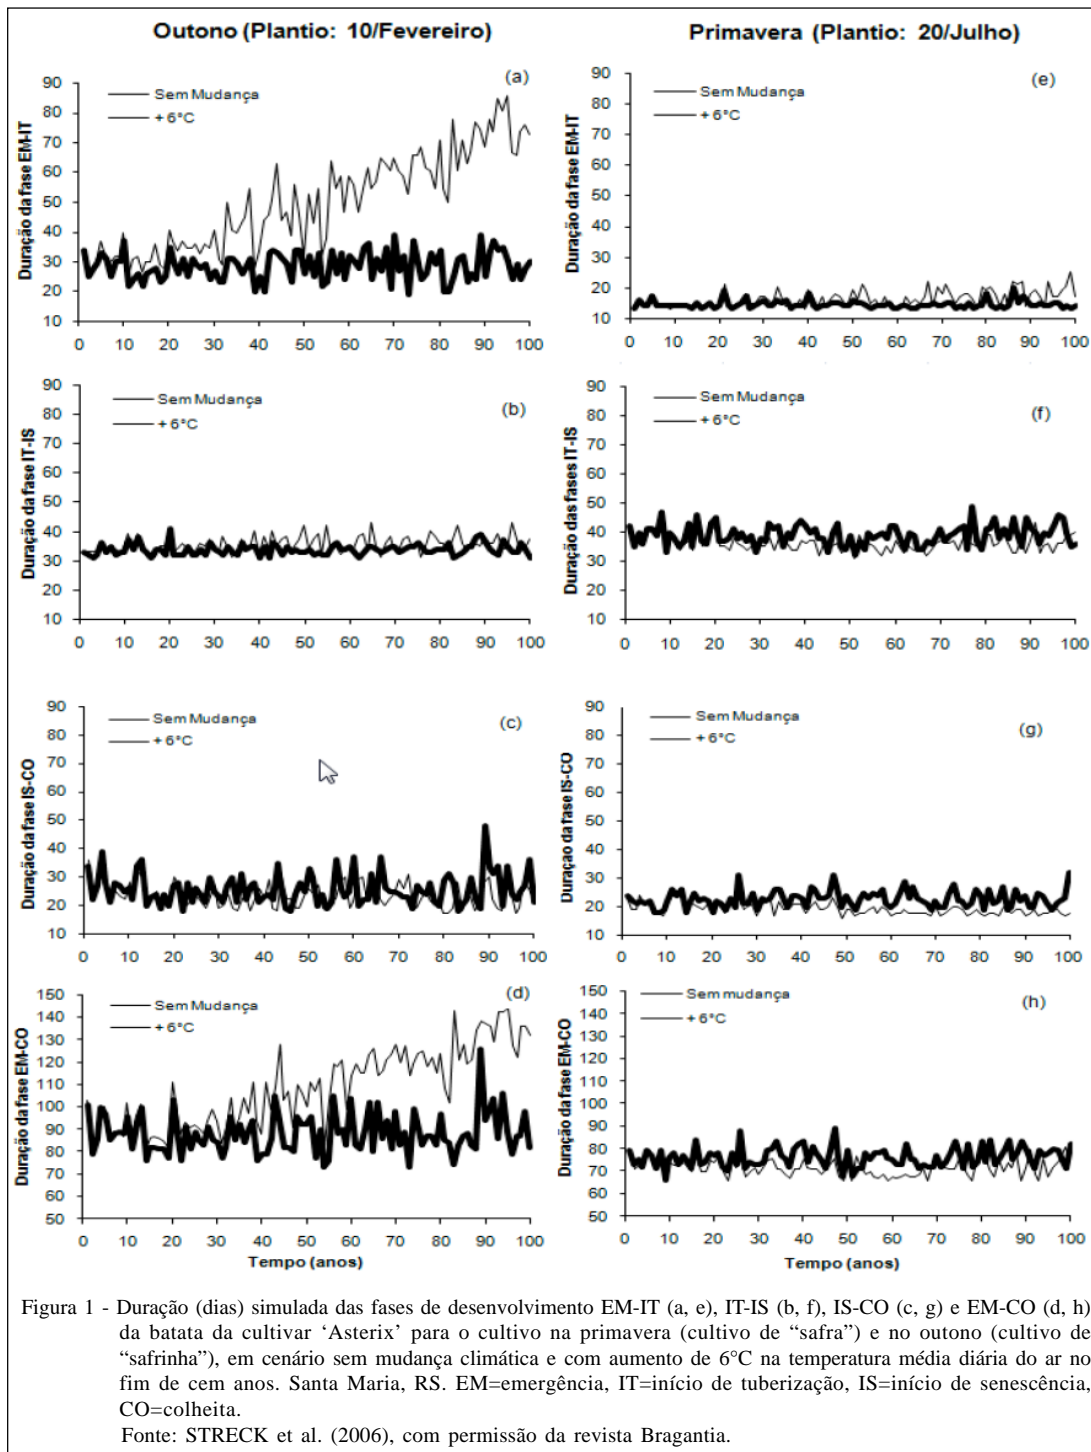 Outono (Plantio: 10/Fevereiro)
Primavera (Plantio: 20/Julho)
(a)
Sem Mudança
+ 6°C
Duração da fase EM-IT
90
80
70
60
50
40
30
20
10
0 10 20 30 40 50 60 70 80 90 100
(e)
Sem Mudança
+ 6°C
Duração da fase EM-IT
90
80
70
60
50
40
30
20
10
0 10 20 30 40 50 60 70 80 90 100
(b)
Sem Mudança
+ 6°C
Duração da fase IT-IS
90
80
70
60
50
40
30
20
10
0 10 20 30 40 50 60 70 80 90 100
(f)
Sem Mudança
+ 6°C
Duração das fases IT-IS
90
80
70
60
50
40
30
20
10
0 10 20 30 40 50 60 70 80 90 100
(c)
Sem Mudança
+ 6°C
Duração da fase IS-CO
90
80
70
60
50
40
30
20
10
0 10 20 30 40 50 60 70 80 90 100
(g)
Sem Mudança
+ 6°C
Duraçao da fase IS-CO
90
80
70
60
50
40
30
20
10
0 10 20 30 40 50 60 70 80 90 100
(d)
Sem Mudança
+ 6°C
Duração da fase EM-CO
150
140
130
120
110
100
90
80
70
60
50
0 10 20 30 40 50 60 70 80 90 100
Tempo (anos)
(h)
Sem mudança
+ 6°C
Duração da fase EM-CO
150
140
130
120
110
100
90
80
70
60
50
0 10 20 30 40 50 60 70 80 90 100
Tempo (anos)
Figura 1 - Duração (dias) simulada das fases de desenvolvimento EM-IT (a, e), IT-IS (b, f), IS-CO (c, g) e EM-CO (d, h)
da batata da cultivar ‘Asterix’ para o cultivo na primavera (cultivo de “safra”) e no outono (cultivo de
“safrinha”), em cenário sem mudança climática e com aumento de 6°C na temperatura média diária do ar no
fim de cem anos. Santa Maria, RS. EM=emergência, IT=início de tuberização, IS=início de senescência,
CO=colheita.
Fonte: STRECK et al. (2006), com permissão da revista Bragantia.